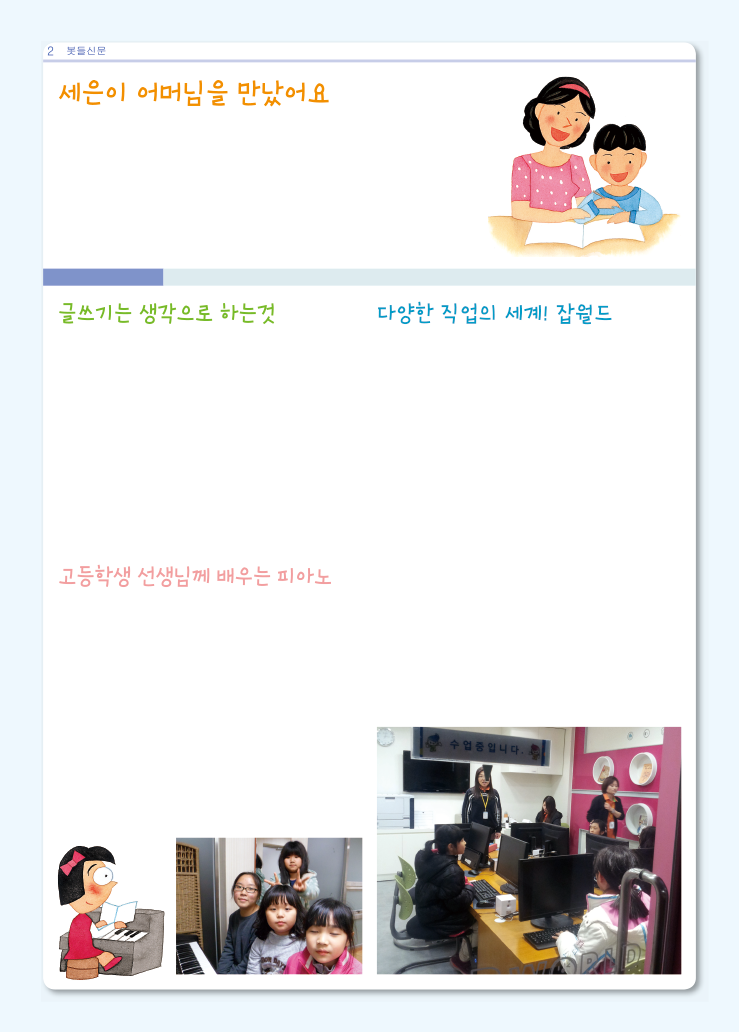 2 봇들신문
세은이 어머님을 만났어요
글쓰기는 생각으로 하는것
다양한 직업의 세계! 잡월드
고등학생 선생님께 배우는 피아노
수업중입니다.